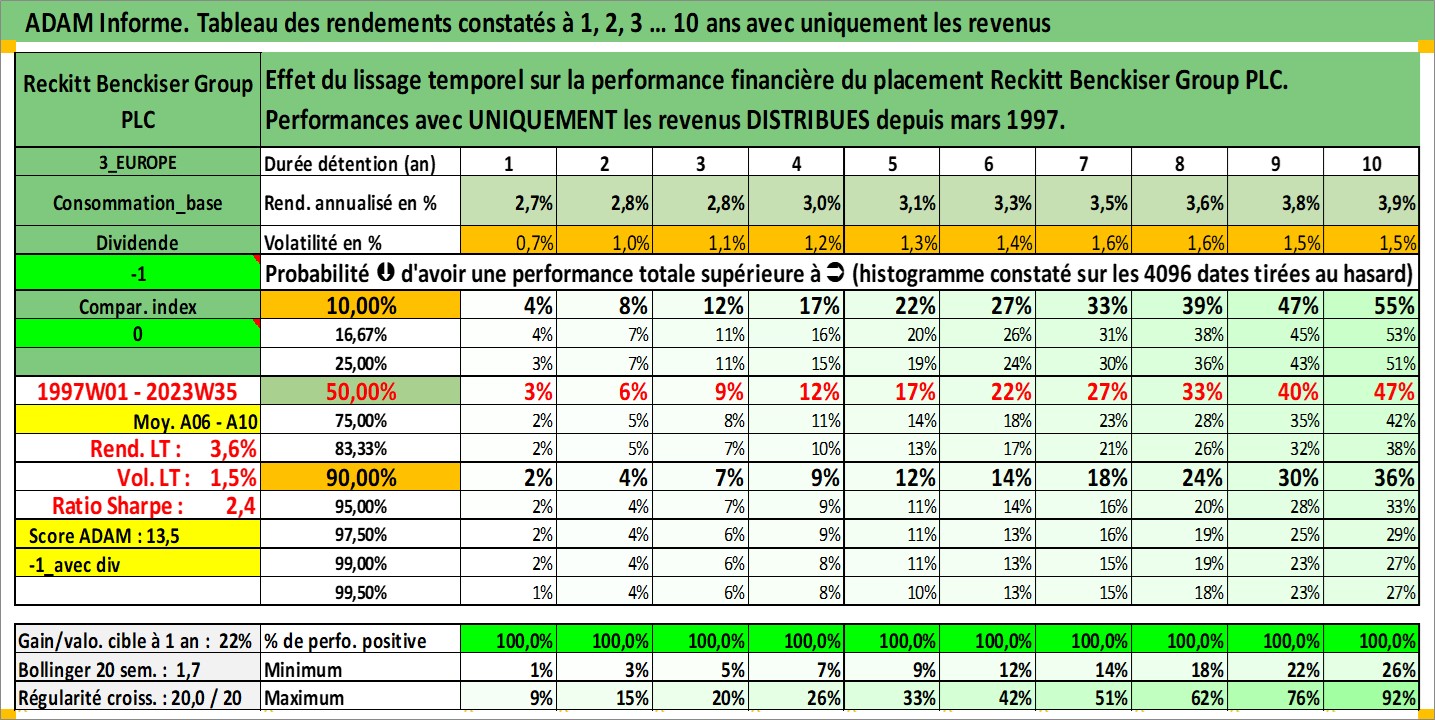 ADAM Informe. Tableau des rendements constatés à 1, 2, 3 ... 10 ans avec uniquement les revenus
Reckitt Benckiser Group PLC
Effet du lissage temporel sur la performance financière du placement Reckitt Benckiser Group PLC.
Performances avec UNIQUEMENT les revenus DISTRIBUES depuis mars 1997.
3_EUROPE Durée détention (an) 1 2 3 4 5 6 7 8 9 10
Consommation_base Rend. annualisé en % 2,7% 2,8% 2,8% 3,0% 3,1% 3,3% 3,5% 3,6% 3,8% 3,9%
Dividende Volatilité en % 0,7% 1,0% 1,1% 1,2% 1,3% 1,4% 1,6% 1,6% 1,5% 1,5%
-1 Probabilité d'avoir une performance totale supérieure à (histogramme constaté sur les 4096 dates tirées au hasard)
Compar. index 10,00% 4% 8% 12% 17% 22% 27% 33% 39% 47% 55%
0 16,67% 4% 7% 11% 16% 20% 26% 31% 38% 45% 53%
25,00% 3% 7% 11% 15% 19% 24% 30% 36% 43% 51%
1997W01 - 2023W35 50,00% 3% 6% 9% 12% 17% 22% 27% 33% 40% 47%
Moy. A06 - A10 75,00% 2% 5% 8% 11% 14% 18% 23% 28% 35% 42%
Rend. LT : 3,6% 83,33% 2% 5% 7% 10% 13% 17% 21% 26% 32% 38%
Vol. LT : 1,5% 90,00% 2% 4% 7% 9% 12% 14% 18% 24% 30% 36%
Ratio Sharpe : 2,4 95,00% 2% 4% 7% 9% 11% 14% 16% 20% 28% 33%
Score ADAM : 13,5 97,50% 2% 4% 6% 9% 11% 13% 16% 19% 25% 29%
-1_avec div 99,00% 2% 4% 6% 8% 11% 13% 15% 19% 23% 27%
99,50% 1% 4% 6% 8% 10% 13% 15% 18% 23% 27%
Gain/valo. cible à 1 an : 22% % de perfo. positive 100,0% 100,0% 100,0% 100,0% 100,0% 100,0% 100,0% 100,0% 100,0% 100,0%
Bollinger 20 sem. : 1,7 Minimum 1% 3% 5% 7% 9% 12% 14% 18% 22% 26%
Régularité croiss. : 20,0 / 20 Maximum 9% 15% 20% 26% 33% 42% 51% 62% 76% 92%